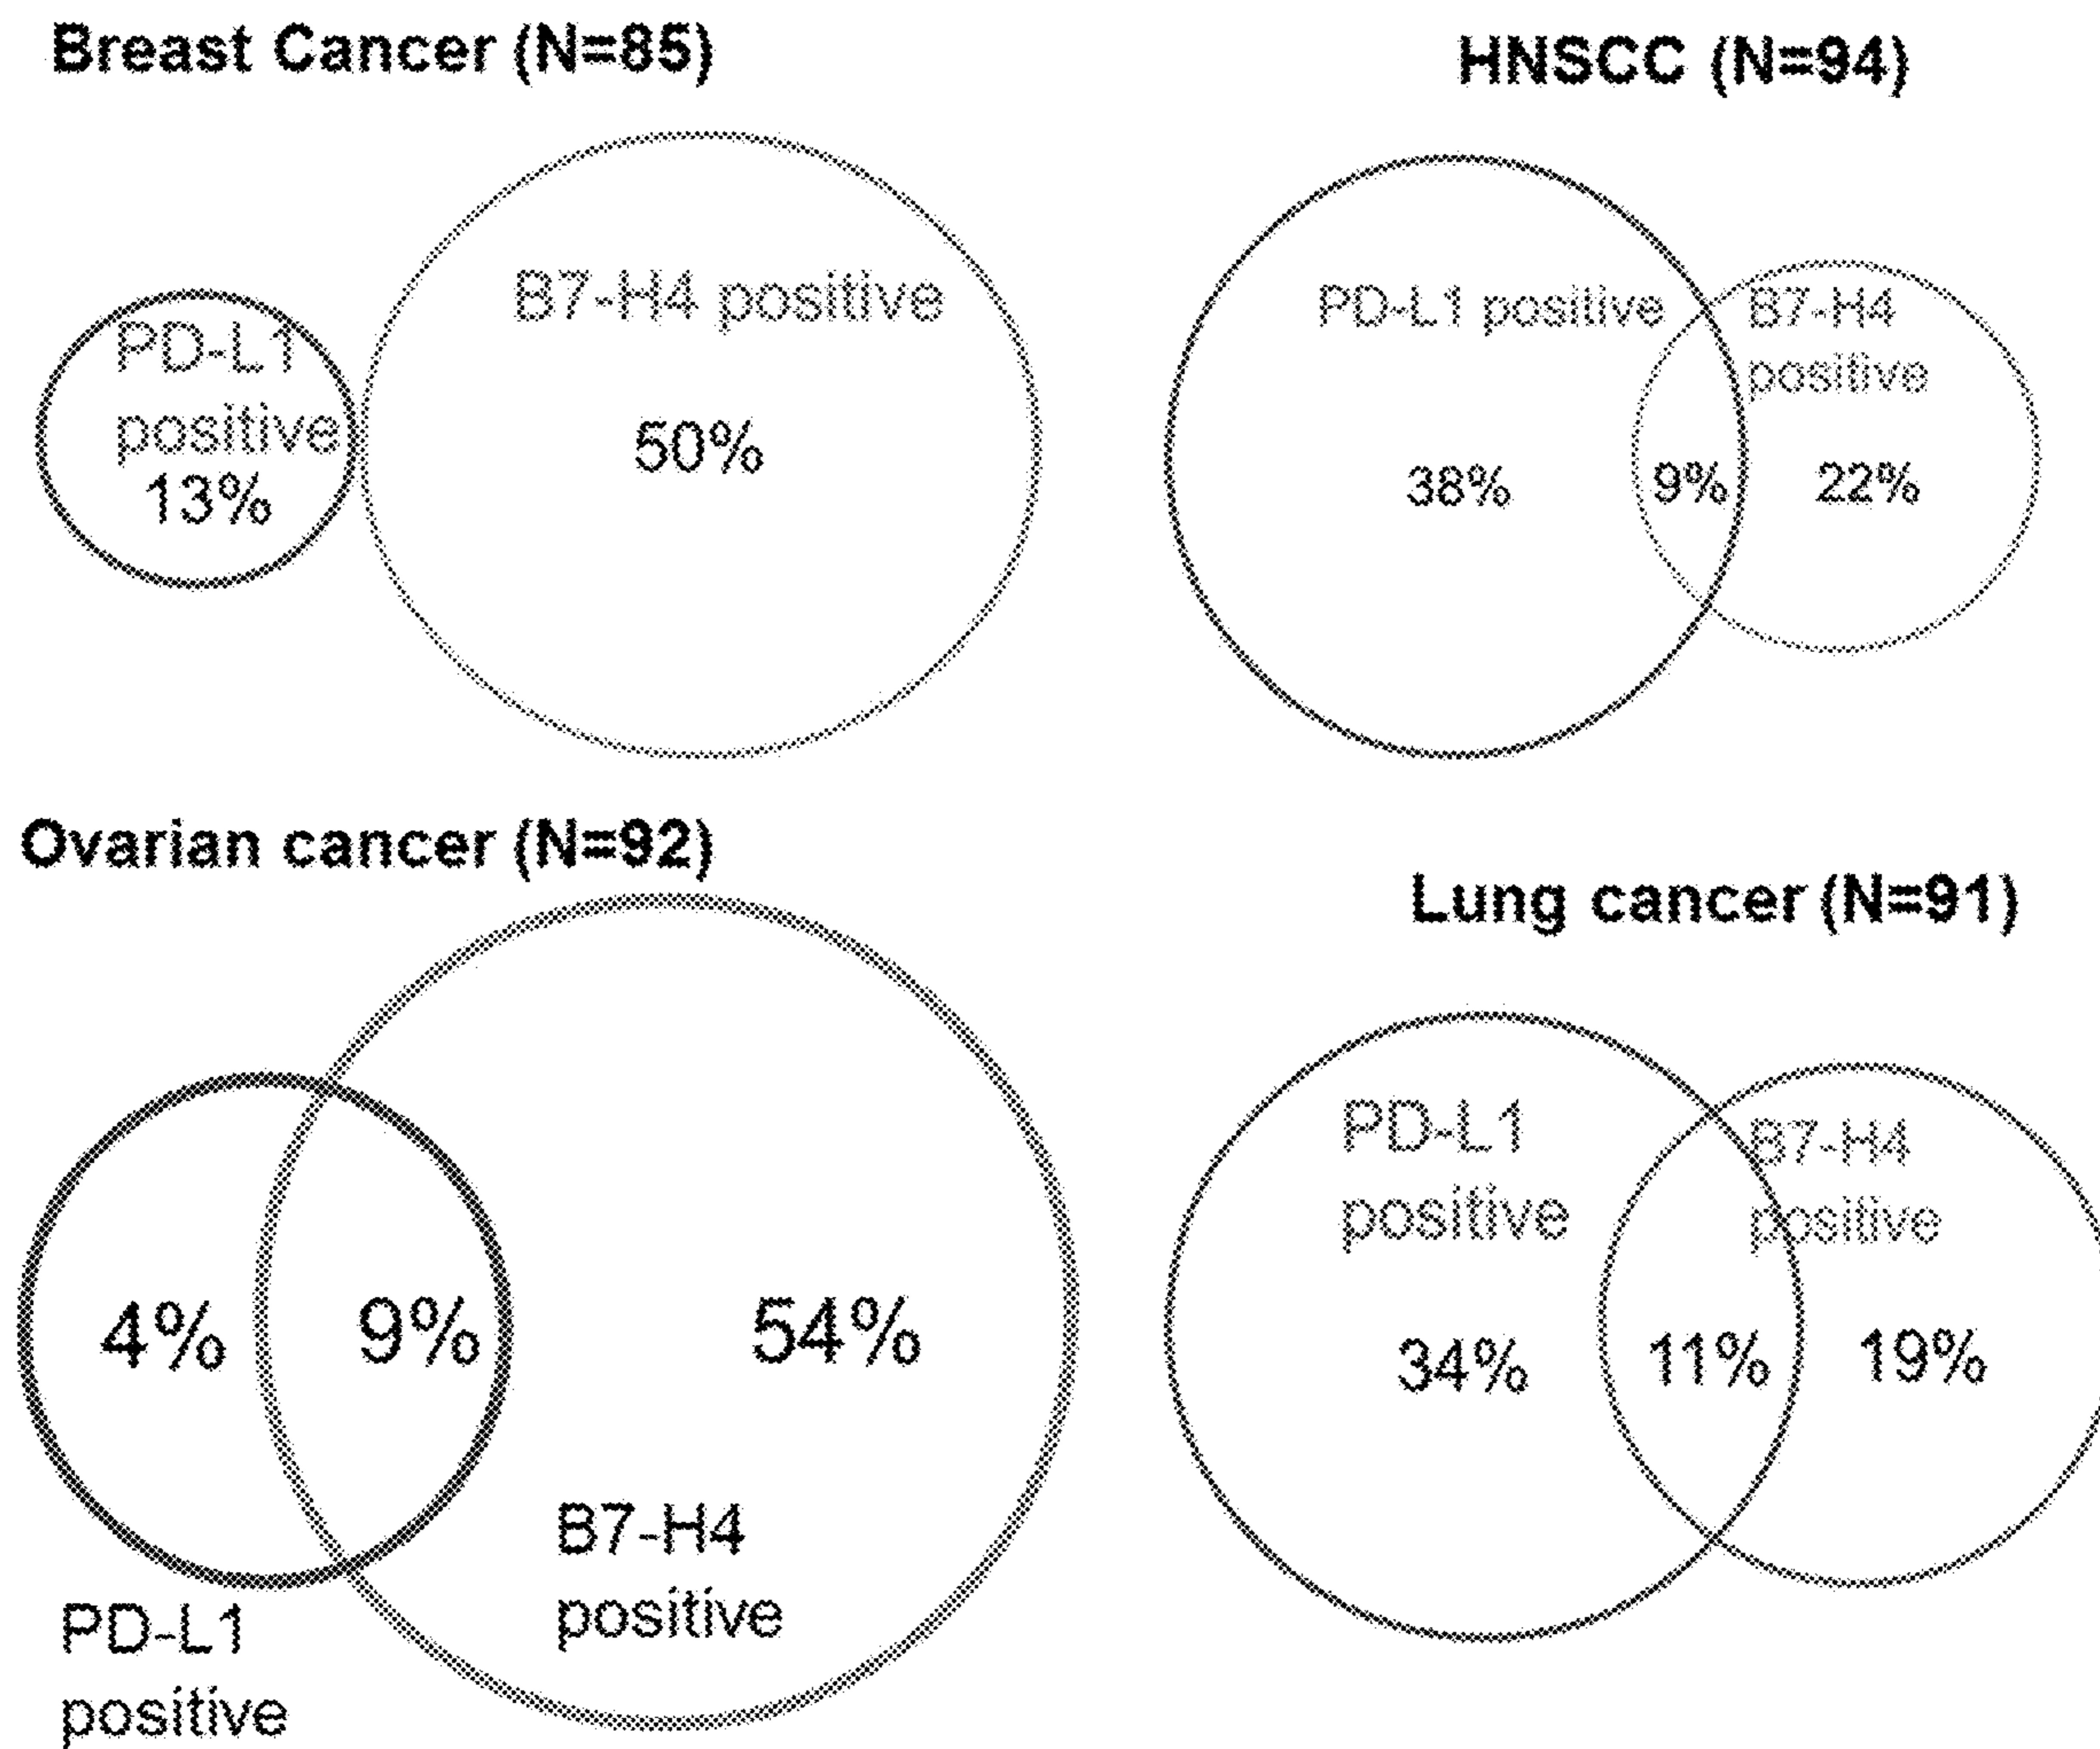 Breast Cancer (N=85)
PD-L1
positive
13%
B7-H4 positive
50%
HNSCC (N=94)
PD-L1 positive
38%
9%
B7-H4
positive
22%
Ovarian cancer (N=92)
4%
9%
54%
B7-H4
positive
PD-L1
positive
Lung cancer (N=91)
PD-L1
positive
34%
11%
B7-H4
positive
19%